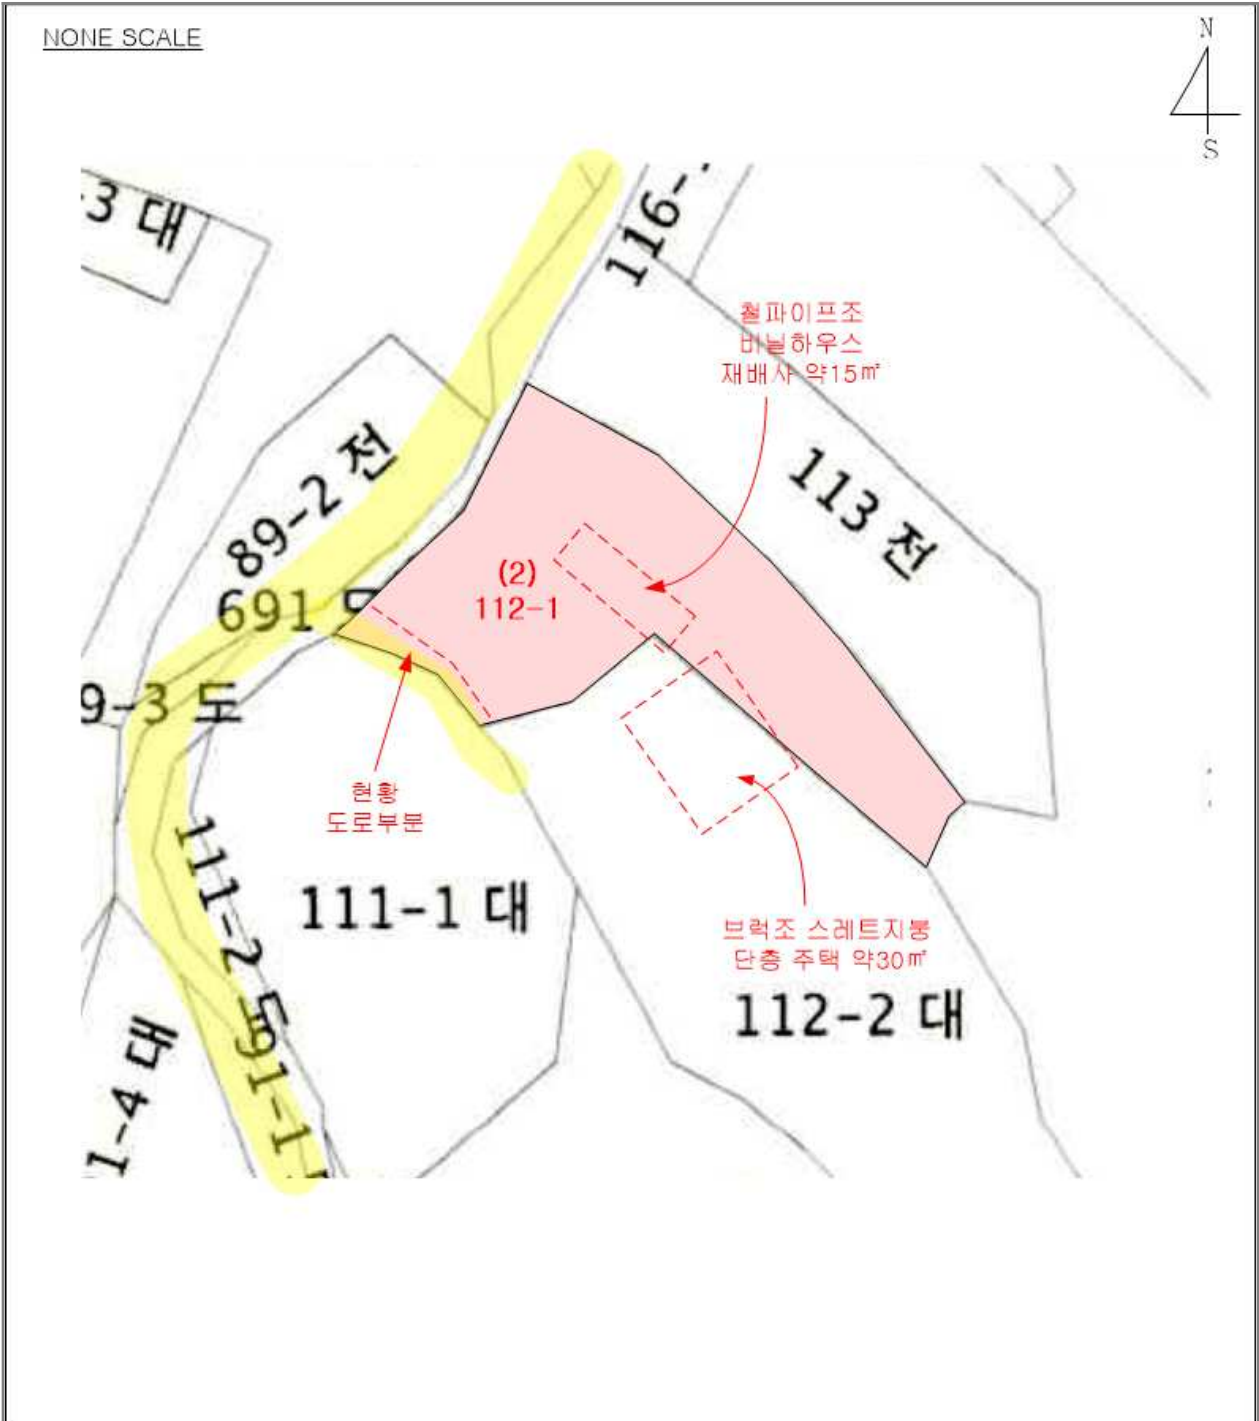 NONE SCALE
N
S
-3 대
116-
철파이프조
비닐하우스
재배사 약15㎡
89-2 전
113 전
(2)
112-1
691
9-3 도
현황
도로부분
111-2 도
111-1 대
브럭조 스레트지붕
단층 주택 약30㎡
112-2 대
91-1
1-4 대